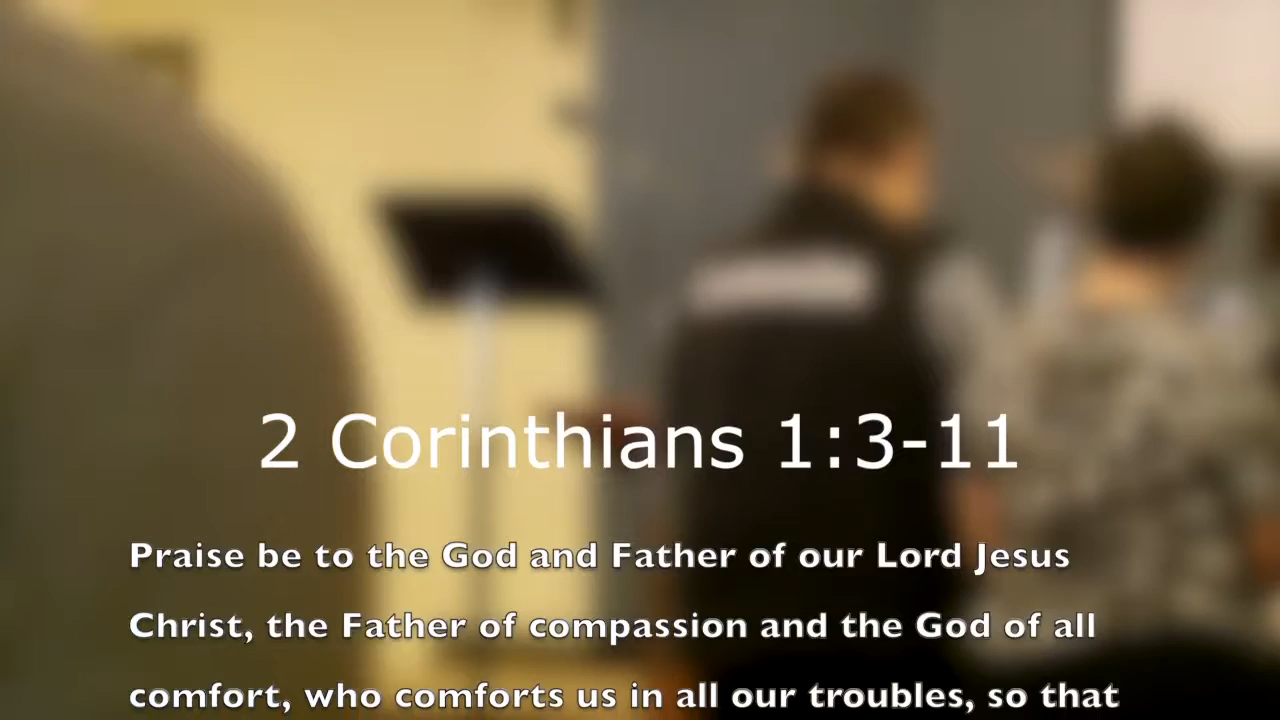 2 Corinthians 1:3-11
Praise be to the God and Father of our Lord Jesus
Christ, the Father of compassion and the God of all
comfort, who comforts us in all our troubles, so that